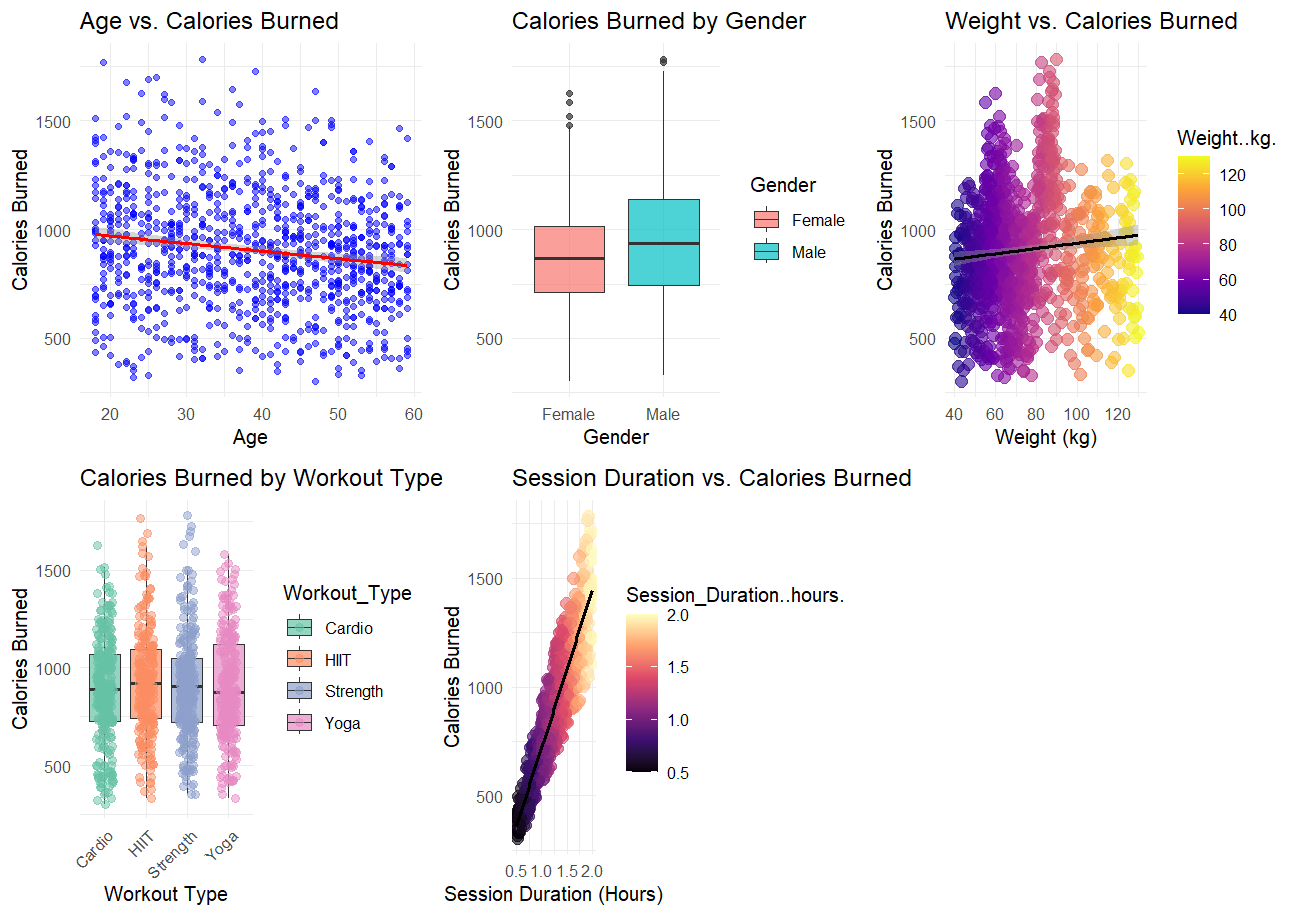 Age vs. Calories Burned
Calories Burned
1500
1000
500
20 30 40 50 60
Age
Calories Burned by Gender
Calories Burned
1500
1000
500
Female Male
Gender
Gender
Female
Male
Weight vs. Calories Burned
Calories Burned
1500
1000
500
40 60 80 100 120
Weight (kg)
Weight..kg.
120
100
80
60
40
Calories Burned by Workout Type
Calories Burned
1500
1000
500
Cardio HIIT Strength Yoga
Workout Type
Workout_Type
Cardio
HIIT
Strength
Yoga
Session Duration vs. Calories Burned
Calories Burned
1500
1000
500
0.5 1.0 1.5 2.0
Session Duration (Hours)
Session_Duration..hours.
2.0
1.5
1.0
0.5